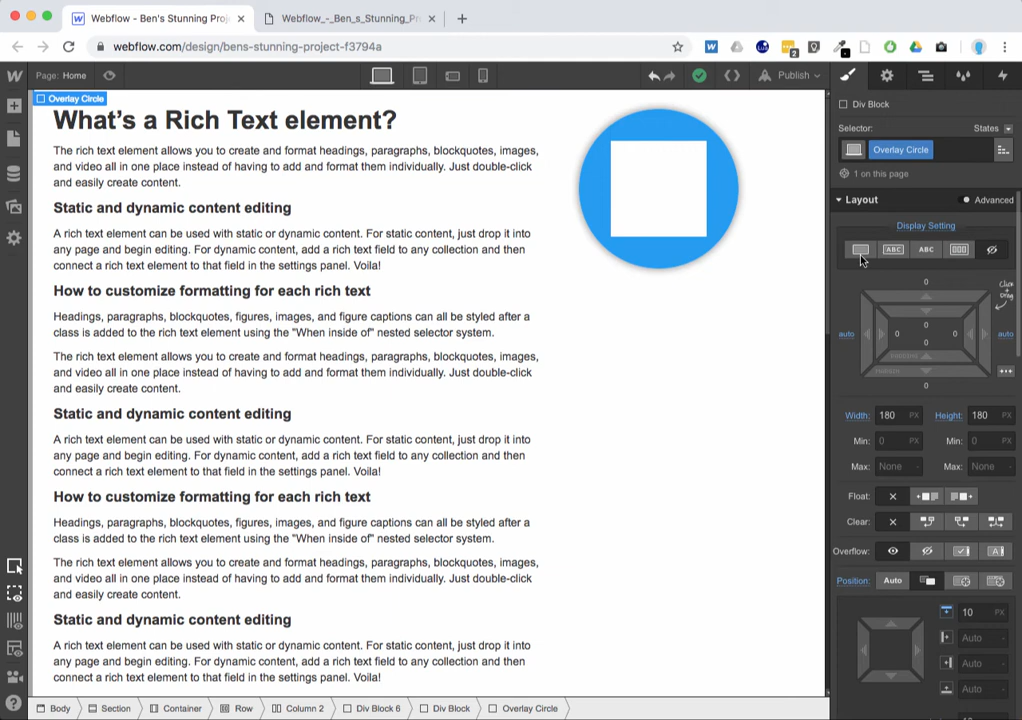 Webflow - Ben's Stunning Proj
Webflow_-_Ben_s_Stunning_Pr
webflow.com/design/bens-stunning-project-f3794a
Page: Home
Publish
Overlay Circle
What's a Rich Text element?
The rich text element allows you to create and format headings, paragraphs, blockquotes, images,
and video all in one place instead of having to add and format them individually. Just double-click
and easily create content.
Static and dynamic content editing
A rich text element can be used with static or dynamic content. For static content, just drop it into
any page and begin editing. For dynamic content, add a rich text field to any collection and then
connect a rich text element to that field in the settings panel. Voila!
How to customize formatting for each rich text
Headings, paragraphs, blockquotes, figures, images, and figure captions can all be styled after a
class is added to the rich text element using the "When inside of" nested selector system.
The rich text element allows you to create and format headings, paragraphs, blockquotes, images,
and video all in one place instead of having to add and format them individually. Just double-click
and easily create content.
Static and dynamic content editing
A rich text element can be used with static or dynamic content. For static content, just drop it into
any page and begin editing. For dynamic content, add a rich text field to any collection and then
connect a rich text element to that field in the settings panel. Voila!
How to customize formatting for each rich text
Headings, paragraphs, blockquotes, figures, images, and figure captions can all be styled after a
class is added to the rich text element using the "When inside of" nested selector system.
The rich text element allows you to create and format headings, paragraphs, blockquotes, images,
and video all in one place instead of having to add and format them individually. Just double-click
and easily create content.
Static and dynamic content editing
A rich text element can be used with static or dynamic content. For static content, just drop it into
any page and begin editing. For dynamic content, add a rich text field to any collection and then
connect a rich text element to that field in the settings panel. Voila!
Body
Section
Container
Row
Column 2
Div Block 6
Div Block
Overlay Circle
Div Block
Selector:
States
Overlay Circle
1 on this page
Layout
Advanced
Display Setting
ABC
ABC
Click
+
Drag
0
auto
0
0
0
0
auto
PADDING
MARGIN
0
Width: 180 PX
Height: 180 PX
Min: 0 PX
Min: 0 PX
Max: None -
Max: None -
Float:
Clear:
Overflow:
Position:
Auto
10 PX
Auto -
Auto -
Auto -